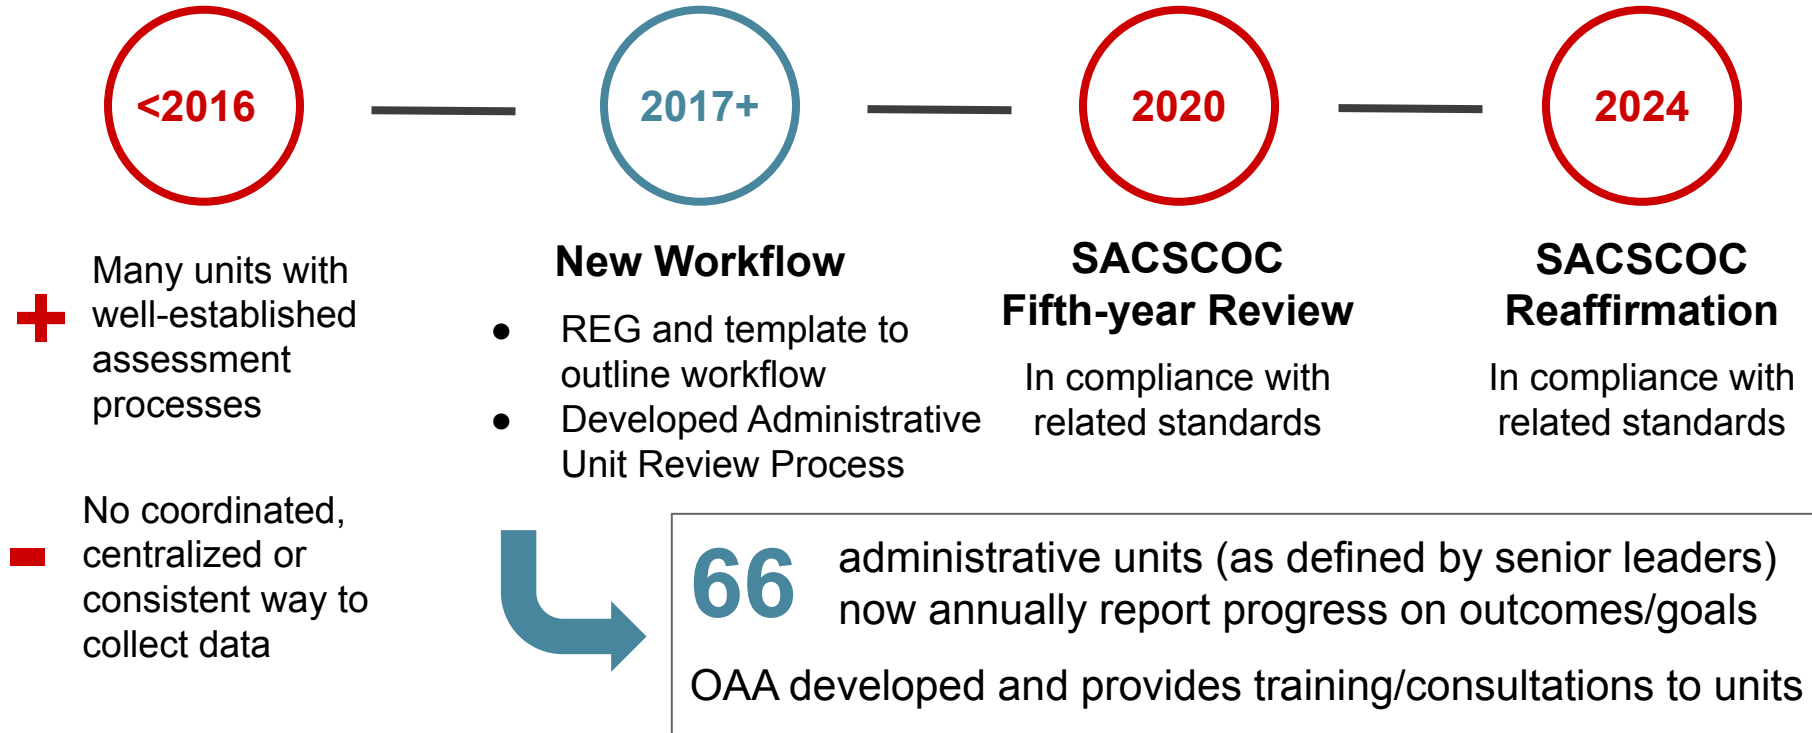 <2016
2017+
2020
2024
+
Many units with
well-established
assessment
processes
-
No coordinated,
centralized or
consistent way to
collect data
New Workflow
● REG and template to
outline workflow
● Developed Administrative
Unit Review Process
SACSCOC
Fifth-year Review
In compliance with
related standards
SACSCOC
Reaffirmation
In compliance with
related standards
66
administrative units (as defined by senior leaders)
now annually report progress on outcomes/goals
OAA developed and provides training/consultations to units